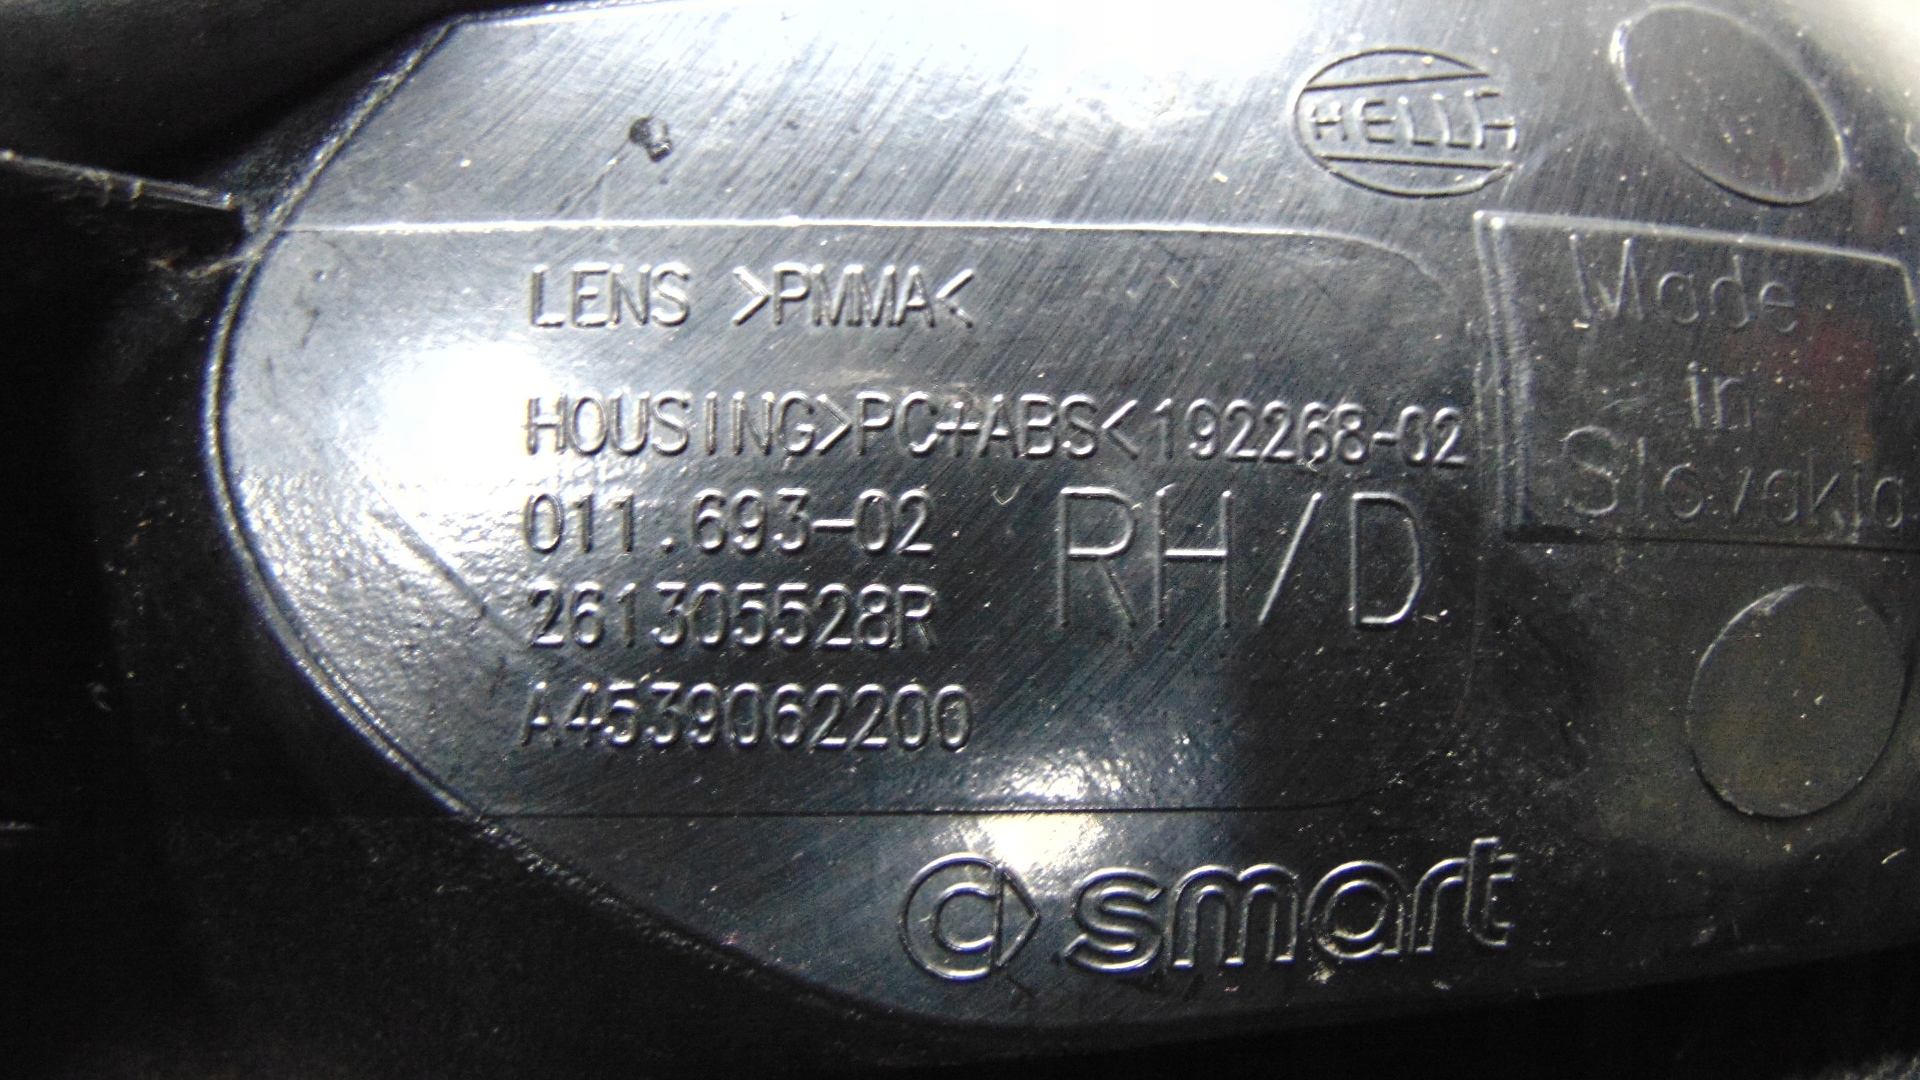 HELLA
Made
in
Slovakia
LENS >PMMA<
HOUSING>PC+ABS<192268-02
011.693-02
RH/D
261305528R
A4539062200
smart